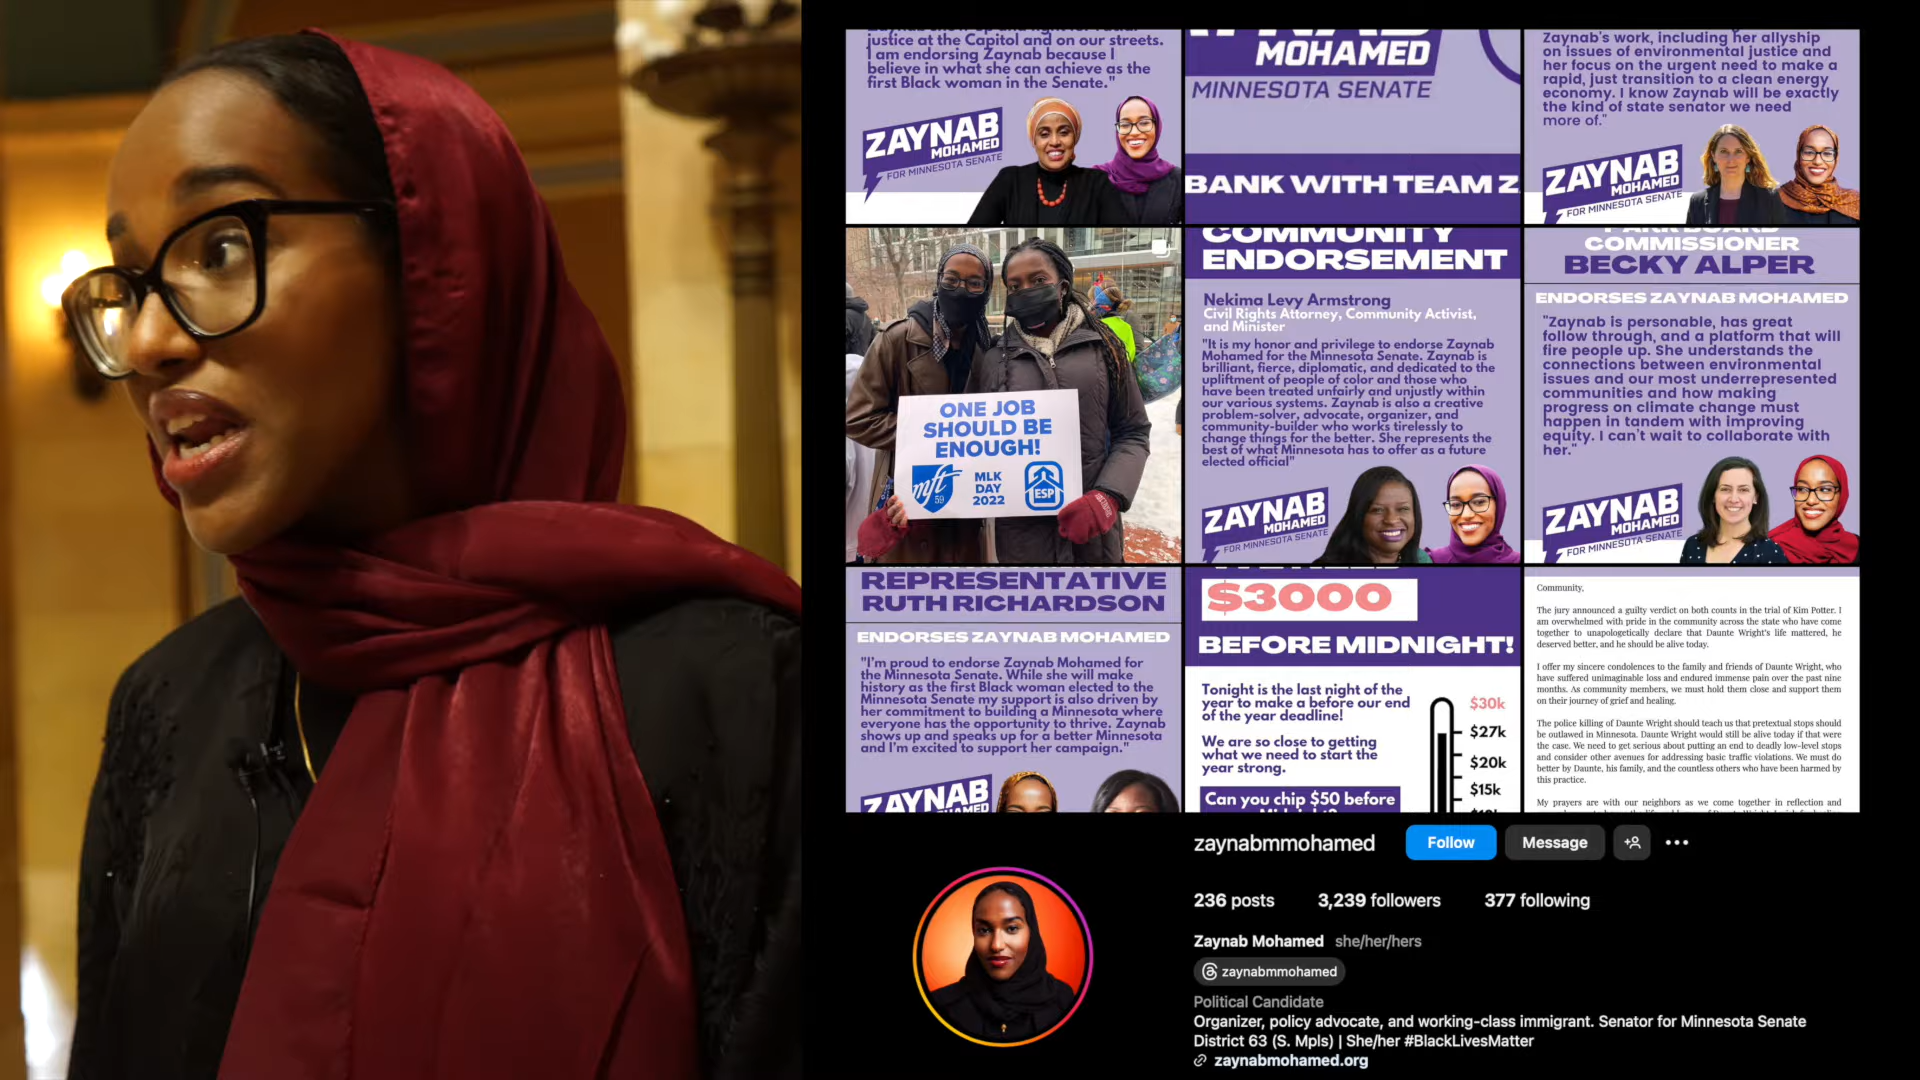 justice at the Capitol and on our streets.
I am endorsing Zaynab because I
believe in what she can achieve as the
first Black woman in the Senate."
ZAYNAB
MOHAMED
FOR MINNESOTA SENATE
MOHAMED
MINNESOTA SENATE
BANK WITH TEAM Z
Zaynab's work, including her allyship
on issues of environmental justice and
her focus on the urgent need to make a
rapid, just transition to a clean energy
economy. I know Zaynab will be exactly
the kind of state senator we need
more of."
ZAYNAB
MOHAMED
FOR MINNESOTA SENATE
ONE JOB
SHOULD BE
ENOUGH!
mft
59
MLK
DAY
2022
ESP
COMMUNITY
ENDORSEMENT
Nekima Levy Armstrong
Civil Rights Attorney, Community Activist,
and Minister
"It is my honor and privilege to endorse Zaynab
Mohamed for the Minnesota Senate. Zaynab is
brilliant, fierce, diplomatic, and dedicated to the
upliftment of people of color and those who
have been treated unfairly and unjustly within
our various systems. Zaynab is also a creative
problem-solver, advocate, organizer, and
community-builder who works tirelessly to
change things for the better. She represents the
best of what Minnesota has to offer as a future
elected official"
ZAYNAB
MOHAMED
FOR MINNESOTA SENATE
PARK BOARD
COMMISSIONER
BECKY ALPER
ENDORSES ZAYNAB MOHAMED
"Zaynab is personable, has great
follow through, and a platform that will
fire people up. She understands the
connections between environmental
issues and our most underrepresented
communities and how making
progress on climate change must
happen in tandem with improving
equity. I can't wait to collaborate with
her."
ZAYNAB
MOHAMED
FOR MINNESOTA SENATE
REPRESENTATIVE
RUTH RICHARDSON
ENDORSES ZAYNAB MOHAMED
"I'm proud to endorse Zaynab Mohamed for
the Minnesota Senate. While she will make
history as the first Black woman elected to the
Minnesota Senate my support is also driven by
her commitment to building a Minnesota where
everyone has the opportunity to thrive. Zaynab
shows up and speaks up for a better Minnesota
and I'm excited to support her campaign."
ZAYNAB
MOHAMED
$3000
BEFORE MIDNIGHT!
Tonight is the last night of the
year to make a before our end
of the year deadline!
We are so close to getting
what we need to start the
year strong.
Can you chip $50 before
$30k
$27k
$20k
$15k
Community,
The jury announced a guilty verdict on both counts in the trial of Kim Potter. I
am overwhelmed with pride in the community across the state who have come
together to unapologetically declare that Daunte Wright's life mattered, he
deserved better, and he should be alive today.
I offer my sincere condolences to the family and friends of Daunte Wright, who
have suffered unimaginable loss and endured immense pain over the past nine
months. As community members, we must hold them close and support them
on their journey of grief and healing.
The police killing of Daunte Wright should teach us that pretextual stops should
be outlawed in Minnesota. Daunte Wright would still be alive today if that were
the case. We need to get serious about putting an end to deadly low-level stops
and consider other avenues for addressing basic traffic violations. We must do
better by Daunte, his family, and the countless others who have been harmed by
this practice.
My prayers are with our neighbors as we come together in reflection and
zaynabmmohamed
Follow
Message
236 posts
3,239 followers
377 following
Zaynab Mohamed she/her/hers
zaynabmmohamed
Political Candidate
Organizer, policy advocate, and working-class immigrant. Senator for Minnesota Senate
District 63 (S. Mpls) | She/her #BlackLivesMatter
zaynabmohamed.org